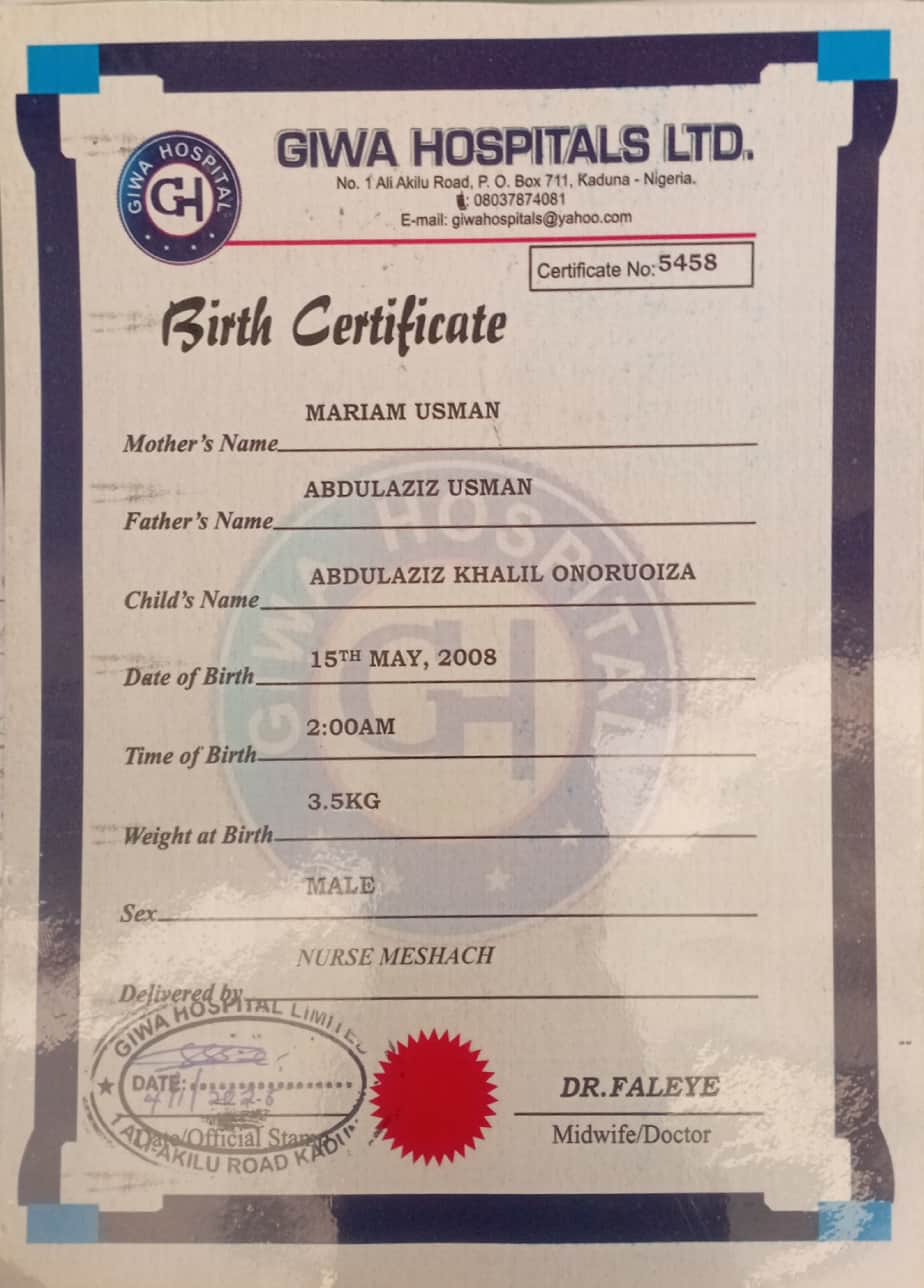 GIWA HOSPITAL
GH
GIWA HOSPITALS LTD.
No. 1 Ali Akilu Road, P. O. Box 711, Kaduna - Nigeria.
: 08037874081
E-mail: giwahospitals@yahoo.com
Certificate No: 5458
Birth Certificate
MARIAM USMAN
Mother's Name
ABDULAZIZ USMAN
Father's Name
ABDULAZIZ KHALIL ONORUOIZA
Child's Name
15TH MAY, 2008
Date of Birth
2:00AM
Time of Birth
3.5KG
Weight at Birth
MALE
Sex
NURSE MESHACH
Delivered by
GIWA HOSPITAL
GH
GIWA HOSPITAL LIMITED
DATE:
Date/Official Stamp
ALI AKILU ROAD
DR.FALEYE
Midwife/Doctor